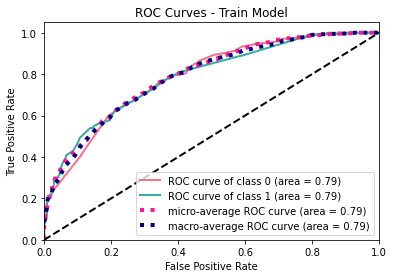 ROC Curves - Train Model
True Positive Rate
1.0
0.8
0.6
0.4
0.2
0.0
ROC curve of class 0 (area = 0.79)
ROC curve of class 1 (area = 0.79)
micro-average ROC curve (area = 0.79)
macro-average ROC curve (area = 0.79)
0.0 0.2 0.4 0.6 0.8 1.0
False Positive Rate